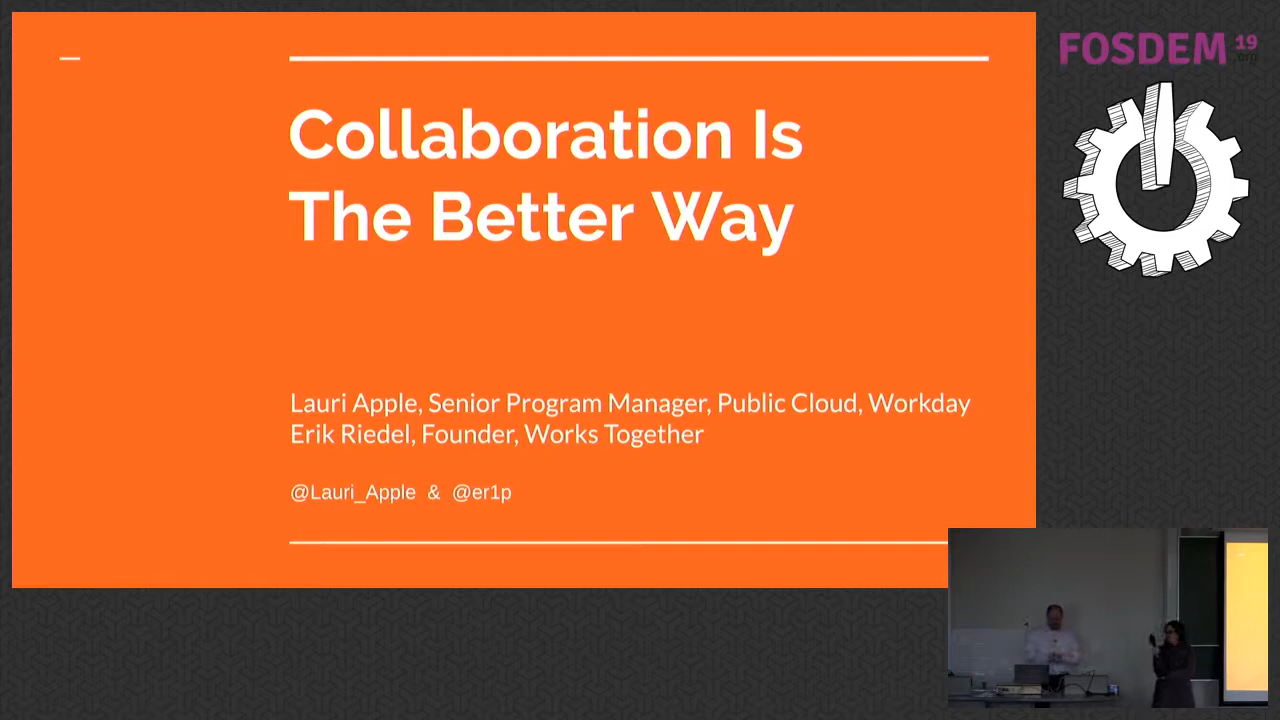 Collaboration Is
The Better Way
Lauri Apple, Senior Program Manager, Public Cloud, Workday
Erik Riedel, Founder, Works Together
@Lauri_Apple & @er1p
FOSDEM 19
.org